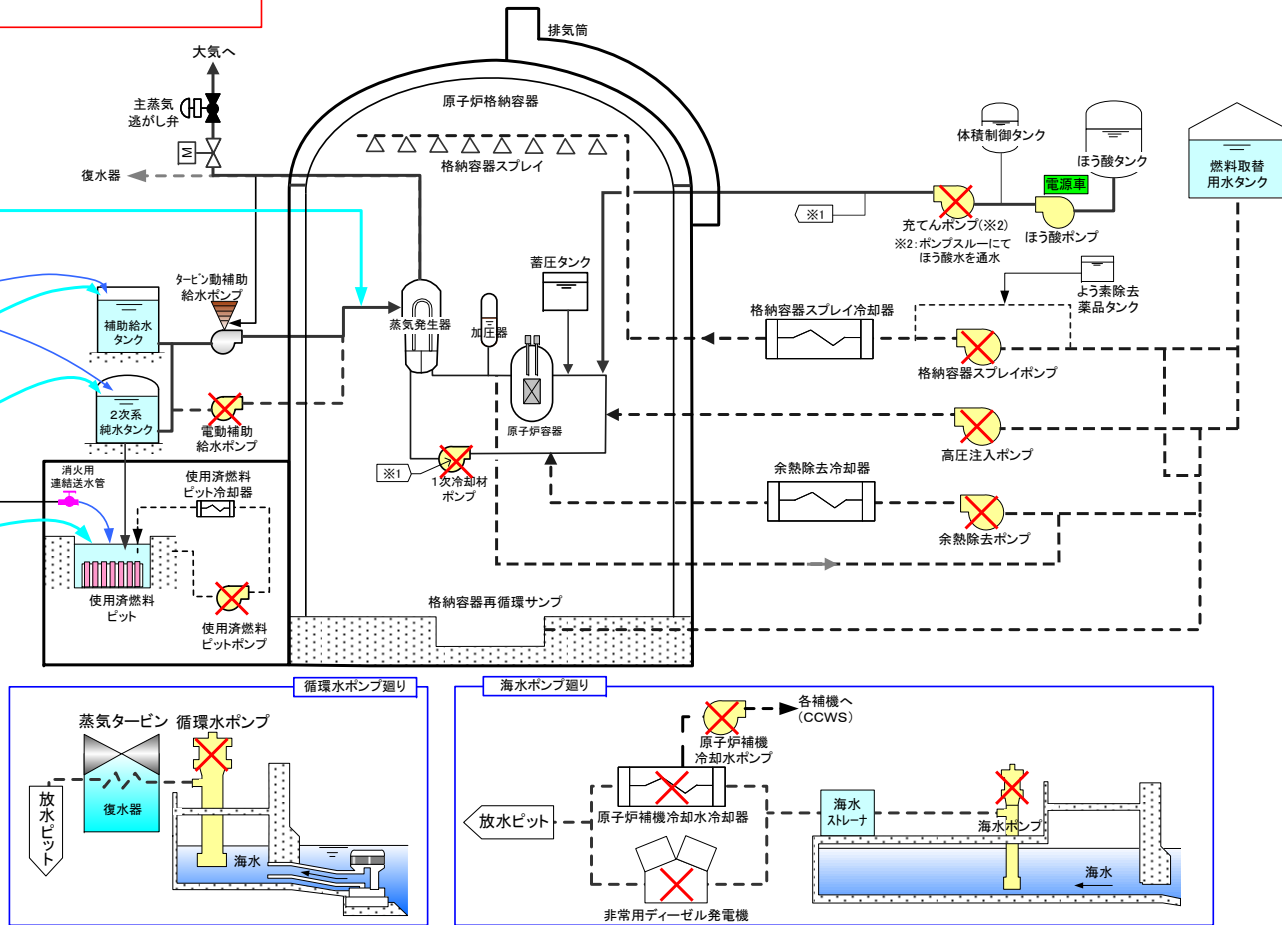 排気筒
大気へ
主蒸気
逃がし弁
M
復水器
原子炉格納容器
格納容器スプレイ
体積制御タンク
ほう酸タンク
燃料取替
用水タンク
電源車
※1
充てんポンプ(※2)
※2:ポンプスルーにて
ほう酸水を通水
ほう酸ポンプ
よう素除去
薬品タンク
タービン動補助
給水ポンプ
補助給水
タンク
蒸気発生器
加圧器
蓄圧タンク
格納容器スプレイ冷却器
格納容器スプレイポンプ
2次系
純水タンク
電動補助
給水ポンプ
原子炉容器
高圧注入ポンプ
※1
1次冷却材
ポンプ
余熱除去冷却器
余熱除去ポンプ
消火用
連結送水管
使用済燃料
ピット冷却器
使用済燃料
ピット
使用済燃料
ピットポンプ
格納容器再循環サンプ
循環水ポンプ廻り
蒸気タービン
循環水ポンプ
復水器
放水ピット
海水
海水ポンプ廻り
各補機へ
(CCWS)
原子炉補機
冷却水ポンプ
原子炉補機冷却水冷却器
放水ピット
非常用ディーゼル発電機
海水
ストレーナ
海水ポンプ
海水